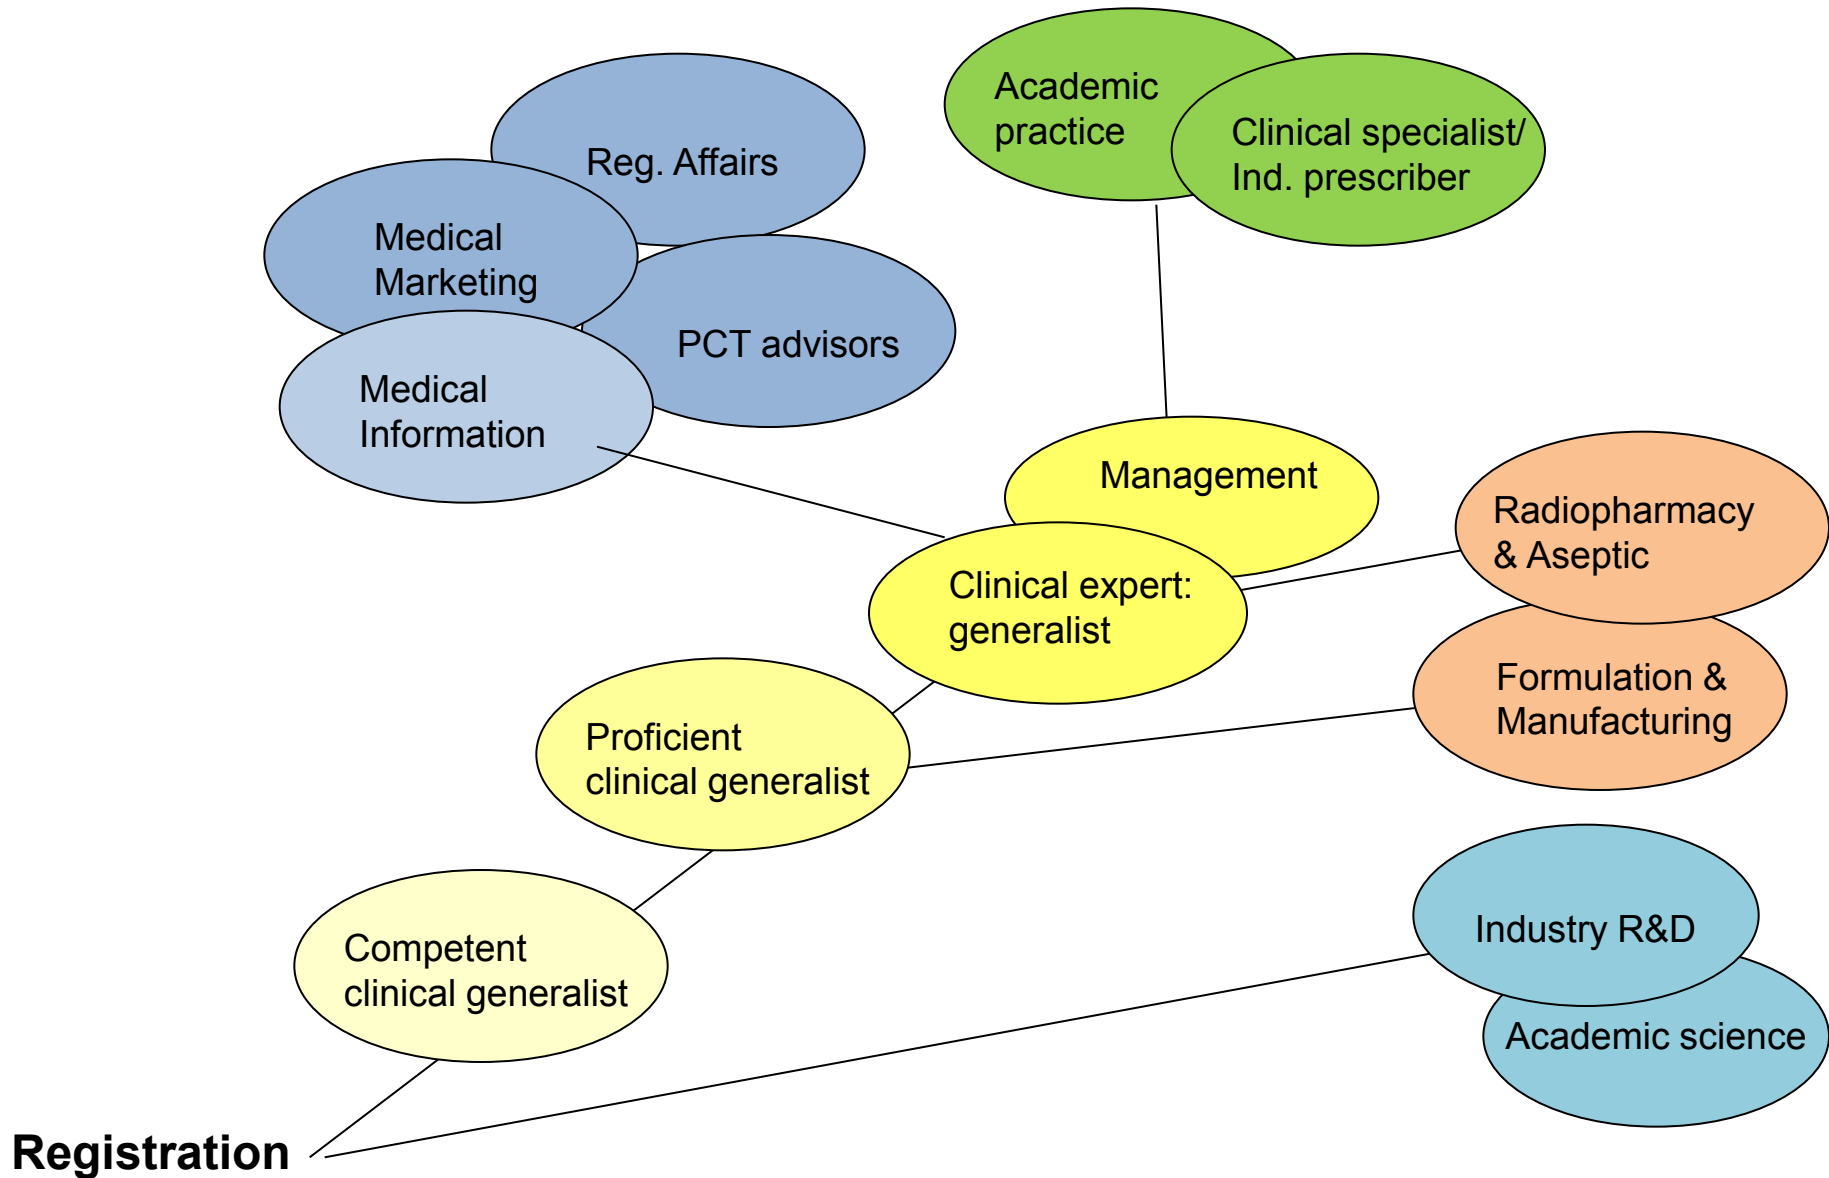 Academic
practice
Clinical specialist/
Ind. prescriber
Reg. Affairs
Medical
Marketing
PCT advisors
Medical
Information
Management
Radiopharmacy
& Aseptic
Clinical expert:
generalist
Formulation &
Manufacturing
Proficient
clinical generalist
Industry R&D
Competent
clinical generalist
Academic science
Registration